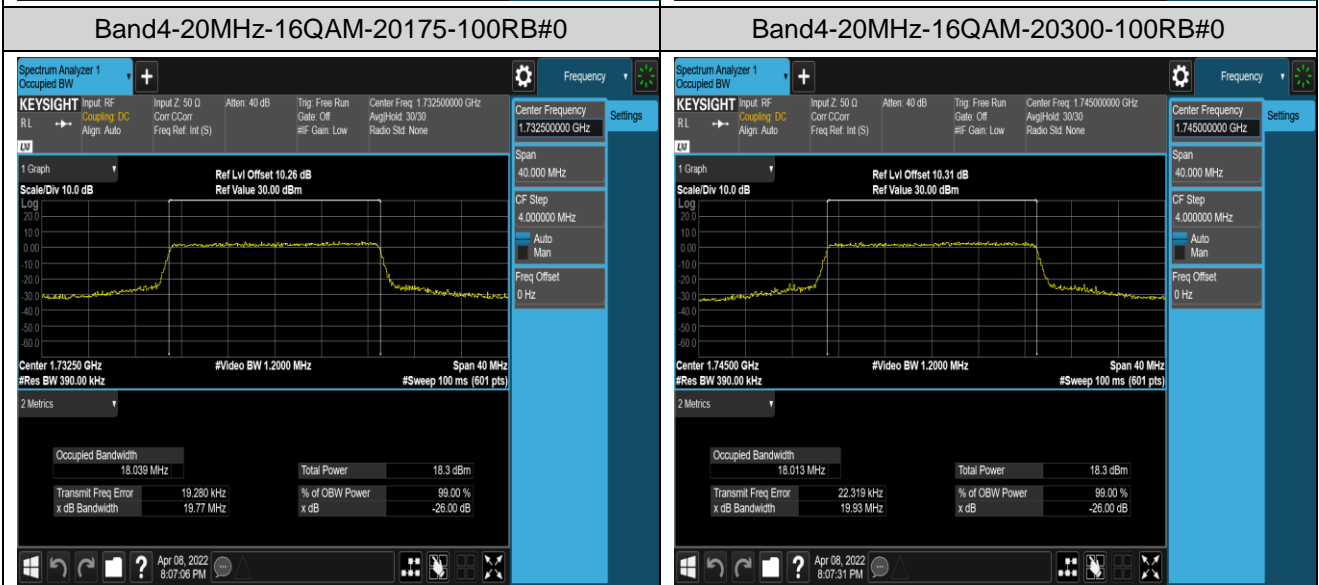 Band4-20MHz-16QAM-20175-100RB#0
Spectrum Analyzer 1
Occupied BW
+
Frequency
KEYSIGHT
RL
LXI
Input: RF
Coupling: DC
Align: Auto
Input Z: 50 Ω
Corr CCorr
Freq Ref: Int (S)
Atten: 40 dB
Trig: Free Run
Gate: Off
#IF Gain: Low
Center Freq: 1.732500000 GHz
Avg|Hold: 30/30
Radio Std: None
Center Frequency
1.732500000 GHz
Settings
Span
40.000 MHz
CF Step
4.000000 MHz
Auto
Man
Freq Offset
0 Hz
1 Graph
Scale/Div 10.0 dB
Ref Lvl Offset 10.26 dB
Ref Value 30.00 dBm
Log
20.0
10.0
0.00
-10.0
-20.0
-30.0
-40.0
-50.0
-60.0
Center 1.73250 GHz
#Res BW 390.00 kHz
#Video BW 1.2000 MHz
Span 40 MHz
#Sweep 100 ms (601 pts)
2 Metrics
Occupied Bandwidth
18.039 MHz
Total Power 18.3 dBm
Transmit Freq Error 19.280 kHz
% of OBW Power 99.00 %
x dB Bandwidth 19.77 MHz
x dB -26.00 dB
?
Apr 08, 2022
8:07:06 PM
Band4-20MHz-16QAM-20300-100RB#0
Spectrum Analyzer 1
Occupied BW
+
Frequency
KEYSIGHT
RL
LXI
Input: RF
Coupling: DC
Align: Auto
Input Z: 50 Ω
Corr CCorr
Freq Ref: Int (S)
Atten: 40 dB
Trig: Free Run
Gate: Off
#IF Gain: Low
Center Freq: 1.745000000 GHz
Avg|Hold: 30/30
Radio Std: None
Center Frequency
1.745000000 GHz
Settings
Span
40.000 MHz
CF Step
4.000000 MHz
Auto
Man
Freq Offset
0 Hz
1 Graph
Scale/Div 10.0 dB
Ref Lvl Offset 10.31 dB
Ref Value 30.00 dBm
Log
20.0
10.0
0.00
-10.0
-20.0
-30.0
-40.0
-50.0
-60.0
Center 1.74500 GHz
#Res BW 390.00 kHz
#Video BW 1.2000 MHz
Span 40 MHz
#Sweep 100 ms (601 pts)
2 Metrics
Occupied Bandwidth
18.013 MHz
Total Power 18.3 dBm
Transmit Freq Error 22.319 kHz
% of OBW Power 99.00 %
x dB Bandwidth 19.93 MHz
x dB -26.00 dB
?
Apr 08, 2022
8:07:31 PM